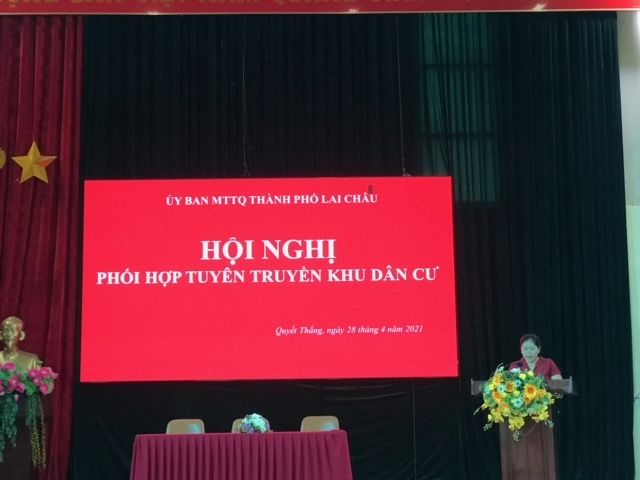 ỦY BAN MTTQ THÀNH PHỐ LAI CHÂU
HỘI NGHỊ
PHỐI HỢP TUYÊN TRUYỀN KHU DÂN CƯ
Quyết Thắng, ngày 28 tháng 4 năm 2021